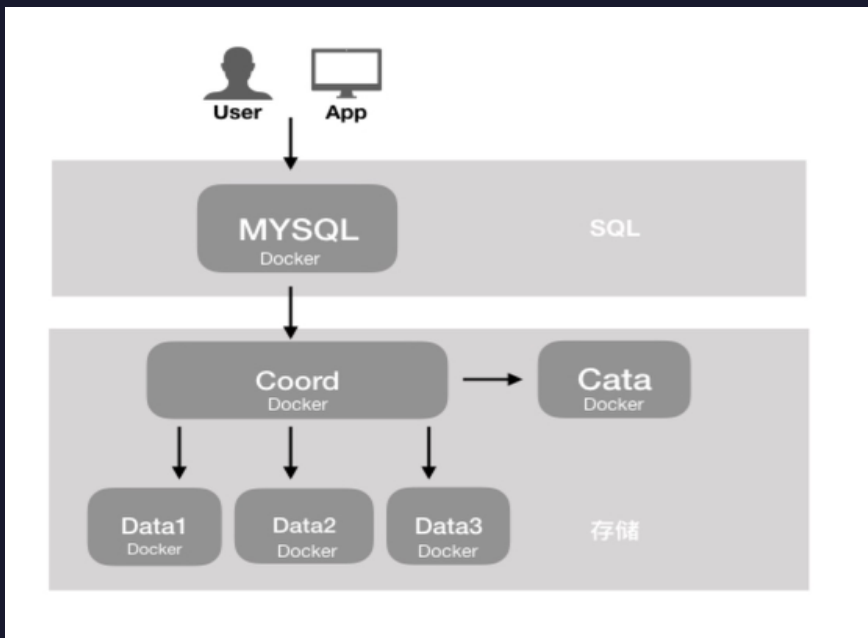 User
App
MYSQL
Docker
SQL
Coord
Docker
Cata
Docker
Data1
Docker
Data2
Docker
Data3
Docker
存储